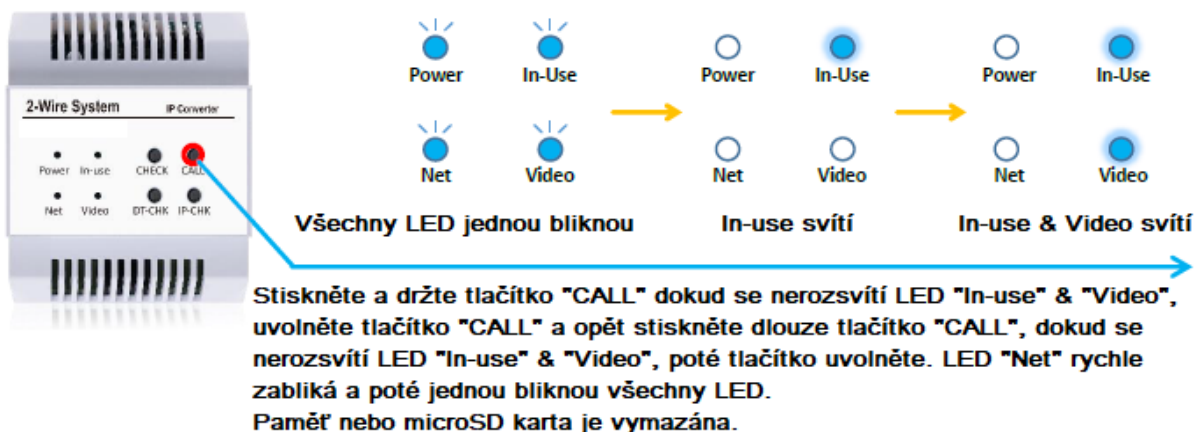 2-Wire System IP Converter
Power In-use CHECK CALL
Net Video DT-CHK IP-CHK
Power In-Use Power In-Use Power In-Use
Net Video Net Video Net Video
Všechny LED jednou bliknou In-use svítí In-use & Video svítí
Stiskněte a držte tlačítko "CALL" dokud se nerozsvítí LED "In-use" & "Video",
uvolněte tlačítko "CALL" a opět stiskněte dlouze tlačítko "CALL", dokud se
nerozsvítí LED "In-use" & "Video", poté tlačítko uvolněte. LED "Net" rychle
zabliká a poté jednou bliknou všechny LED.
Paměť nebo microSD karta je vymazána.